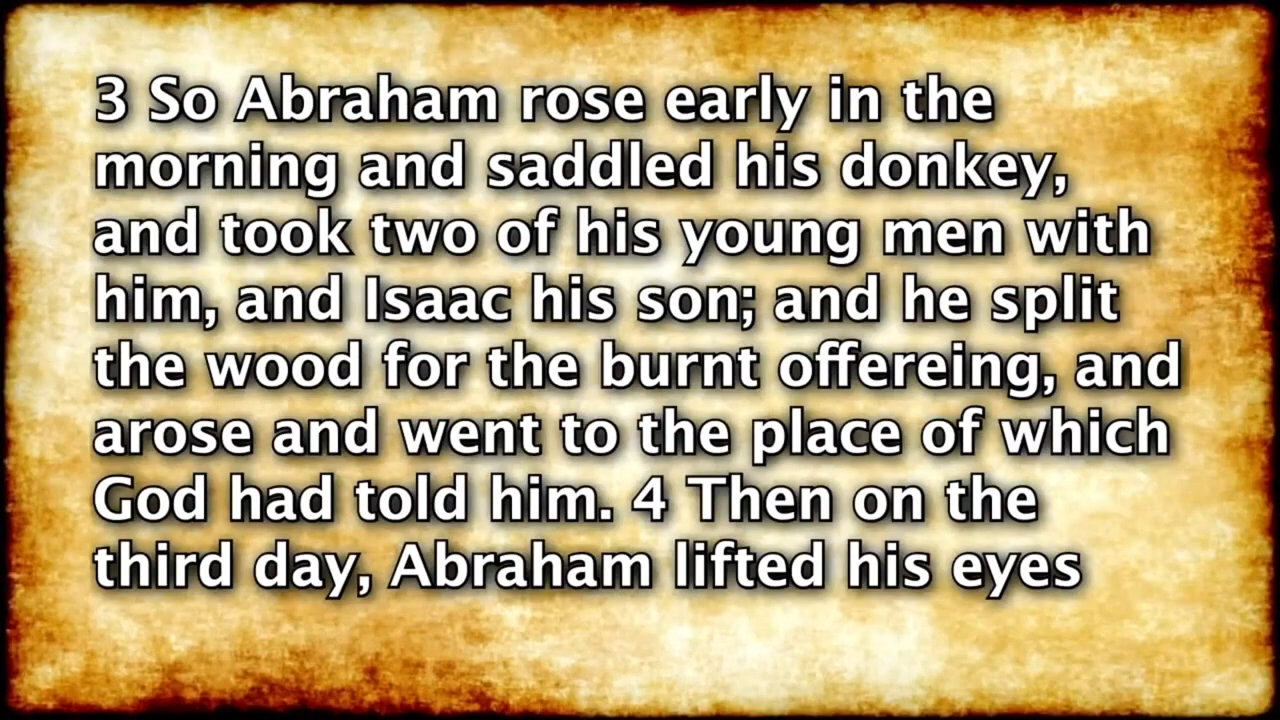 3 So Abraham rose early in the
morning and saddled his donkey,
and took two of his young men with
him, and Isaac his son; and he split
the wood for the burnt offereing, and
arose and went to the place of which
God had told him. 4 Then on the
third day, Abraham lifted his eyes